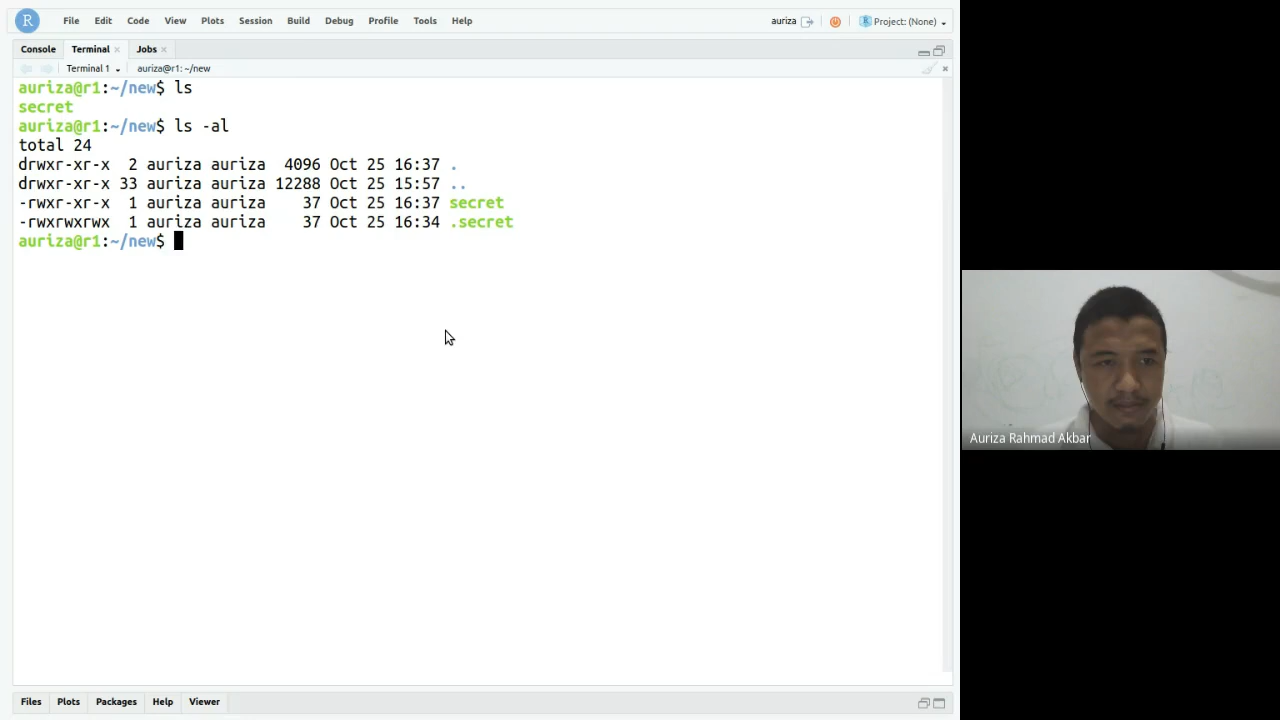 R File Edit Code View Plots Session Build Debug Profile Tools Help auriza R Project: (None)
Console Terminal Jobs
Terminal 1 auriza@r1: ~/new
auriza@r1:~/new$ ls
secret
auriza@r1:~/new$ ls -al
total 24
drwxr-xr-x 2 auriza auriza 4096 Oct 25 16:37 .
drwxr-xr-x 33 auriza auriza 12288 Oct 25 15:57 ..
-rwxr-xr-x 1 auriza auriza 37 Oct 25 16:37 secret
-rwxrwxrwx 1 auriza auriza 37 Oct 25 16:34 .secret
auriza@r1:~/new$
Auriza Rahmad Akbar
Files Plots Packages Help Viewer